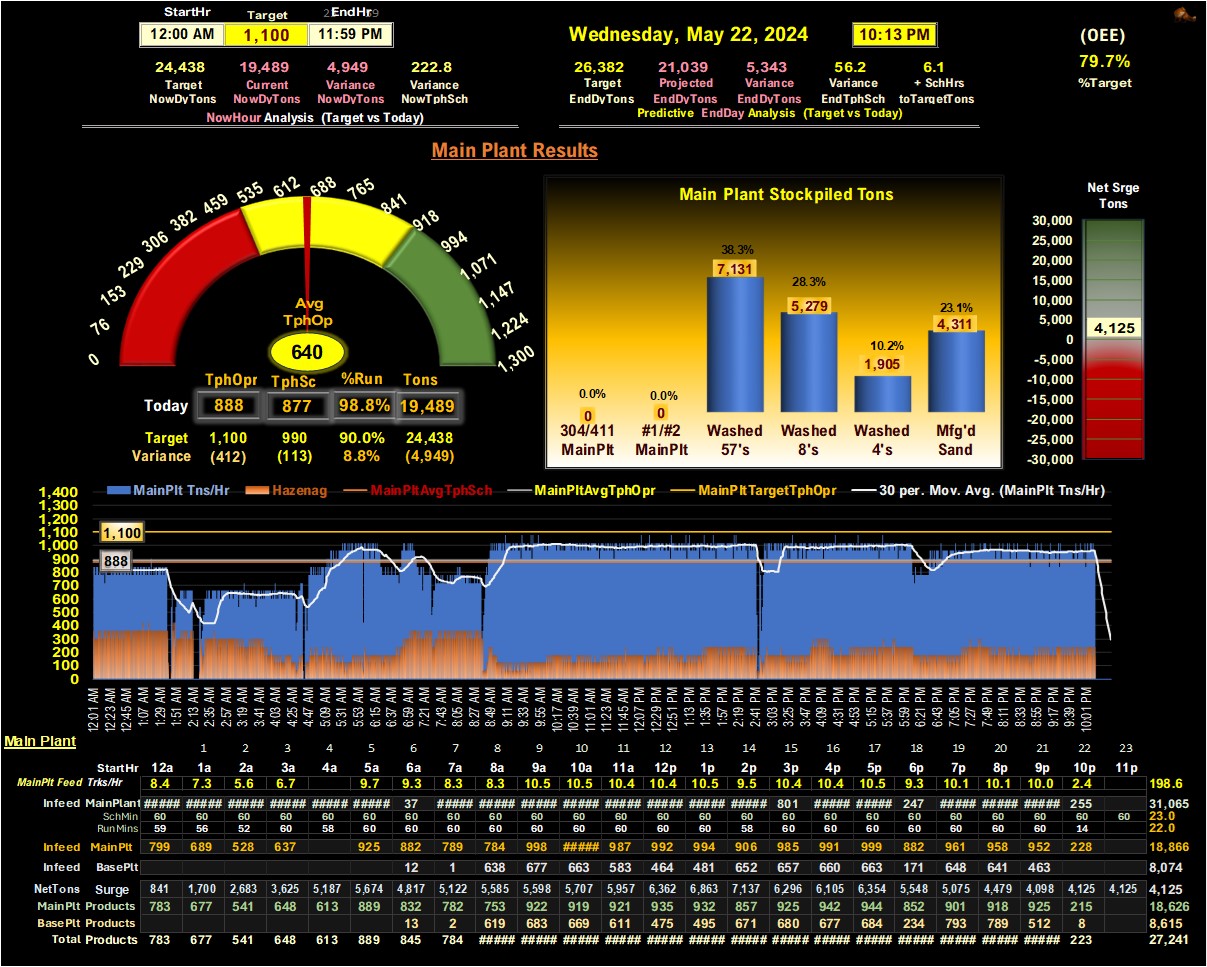 StartHr Target EndHr
12:00 AM 1,100 11:59 PM
Wednesday, May 22, 2024 10:13 PM
(OEE)
79.7%
%Target
24,438 19,489 4,949 222.8
Target Current Variance Variance
NowDyTons NowDyTons NowDyTons NowTphSch
NowHour Analysis (Target vs Today)
26,382 21,039 5,343 56.2 6.1
Target Projected Variance Variance + SchHrs
EndDyTons EndDyTons EndDyTons EndTphSch toTargetTons
Predictive EndDay Analysis (Target vs Today)
Main Plant Results
0 76 153 229 306 382 459 535 612 688 765 841 918 994 1,071 1,147 1,224 1,300
Avg
TphOp
640
TphOpr TphSc %Run Tons
Today 888 877 98.8% 19,489
Target 1,100 990 90.0% 24,438
Variance (412) (113) 8.8% (4,949)
Main Plant Stockpiled Tons
0.0% 0.0% 38.3% 28.3% 10.2% 23.1%
0 0 7,131 5,279 1,905 4,311
304/411 #1/#2 Washed Washed Washed Mfg'd
MainPlt MainPlt 57's 8's 4's Sand
Net Srge
Tons
30,000
25,000
20,000
15,000
10,000
5,000
4,125
0
-5,000
-10,000
-15,000
-20,000
-25,000
-30,000
MainPlt Tns/Hr Hazenag MainPltAvgTphSch MainPltAvgTphOpr MainPltTargetTphOpr 30 per. Mov. Avg. (MainPlt Tns/Hr)
1,400
1,300
1,200
1,100
1,000
900
888
800
700
600
500
400
300
200
100
0
12:01 AM 12:23 AM 12:45 AM 1:07 AM 1:29 AM 1:51 AM 2:13 AM 2:35 AM 2:57 AM 3:19 AM 3:41 AM 4:03 AM 4:25 AM 4:47 AM 5:09 AM 5:31 AM 5:53 AM 6:15 AM 6:37 AM 6:59 AM 7:21 AM 7:43 AM 8:05 AM 8:27 AM 8:49 AM 9:11 AM 9:33 AM 9:55 AM 10:17 AM 10:39 AM 11:01 AM 11:23 AM 11:45 AM 12:07 PM 12:29 PM 12:51 PM 1:13 PM 1:35 PM 1:57 PM 2:19 PM 2:41 PM 3:03 PM 3:25 PM 3:47 PM 4:09 PM 4:31 PM 4:53 PM 5:15 PM 5:37 PM 5:59 PM 6:21 PM 6:43 PM 7:05 PM 7:27 PM 7:49 PM 8:11 PM 8:33 PM 8:55 PM 9:17 PM 9:39 PM 10:01 PM
Main Plant
1 2 3 4 5 6 7 8 9 10 11 12 13 14 15 16 17 18 19 20 21 22 23
StartHr 12a 1a 2a 3a 4a 5a 6a 7a 8a 9a 10a 11a 12p 1p 2p 3p 4p 5p 6p 7p 8p 9p 10p 11p
MainPlt Feed Trks/Hr 8.4 7.3 5.6 6.7 9.7 9.3 8.3 8.3 10.5 10.5 10.4 10.4 10.5 9.5 10.4 10.4 10.5 9.3 10.1 10.1 10.0 2.4 198.6
Infeed MainPlant ##### ##### ##### ##### ##### ##### 37 ##### ##### ##### ##### ##### ##### ##### ##### 801 ##### ##### 247 ##### ##### ##### 255 31,065
SchMin 60 60 60 60 60 60 60 60 60 60 60 60 60 60 60 60 60 60 60 60 60 60 60 60 23.0
RunMins 59 56 52 60 58 60 60 60 60 60 60 60 60 60 58 60 60 60 60 60 60 60 14 22.0
Infeed MainPlt 799 689 528 637 925 882 789 784 998 ##### 987 992 994 906 985 991 999 882 961 958 952 228 18,866
Infeed BasePlt 12 1 638 677 663 583 464 481 652 657 660 663 171 648 641 463 8,074
NetTons Surge 841 1,700 2,683 3,625 5,187 5,674 4,817 5,122 5,585 5,598 5,707 5,957 6,362 6,863 7,137 6,296 6,105 6,354 5,548 5,075 4,479 4,098 4,125 4,125 4,125
MainPlt Products 783 677 541 648 613 889 832 782 753 922 919 921 935 932 857 925 942 944 852 901 918 925 215 18,626
BasePlt Products 13 2 619 683 669 611 475 495 671 680 677 684 234 793 789 512 8 8,615
Total Products 783 677 541 648 613 889 845 784 ##### ##### ##### ##### ##### ##### ##### ##### ##### ##### ##### ##### ##### ##### 223 27,241